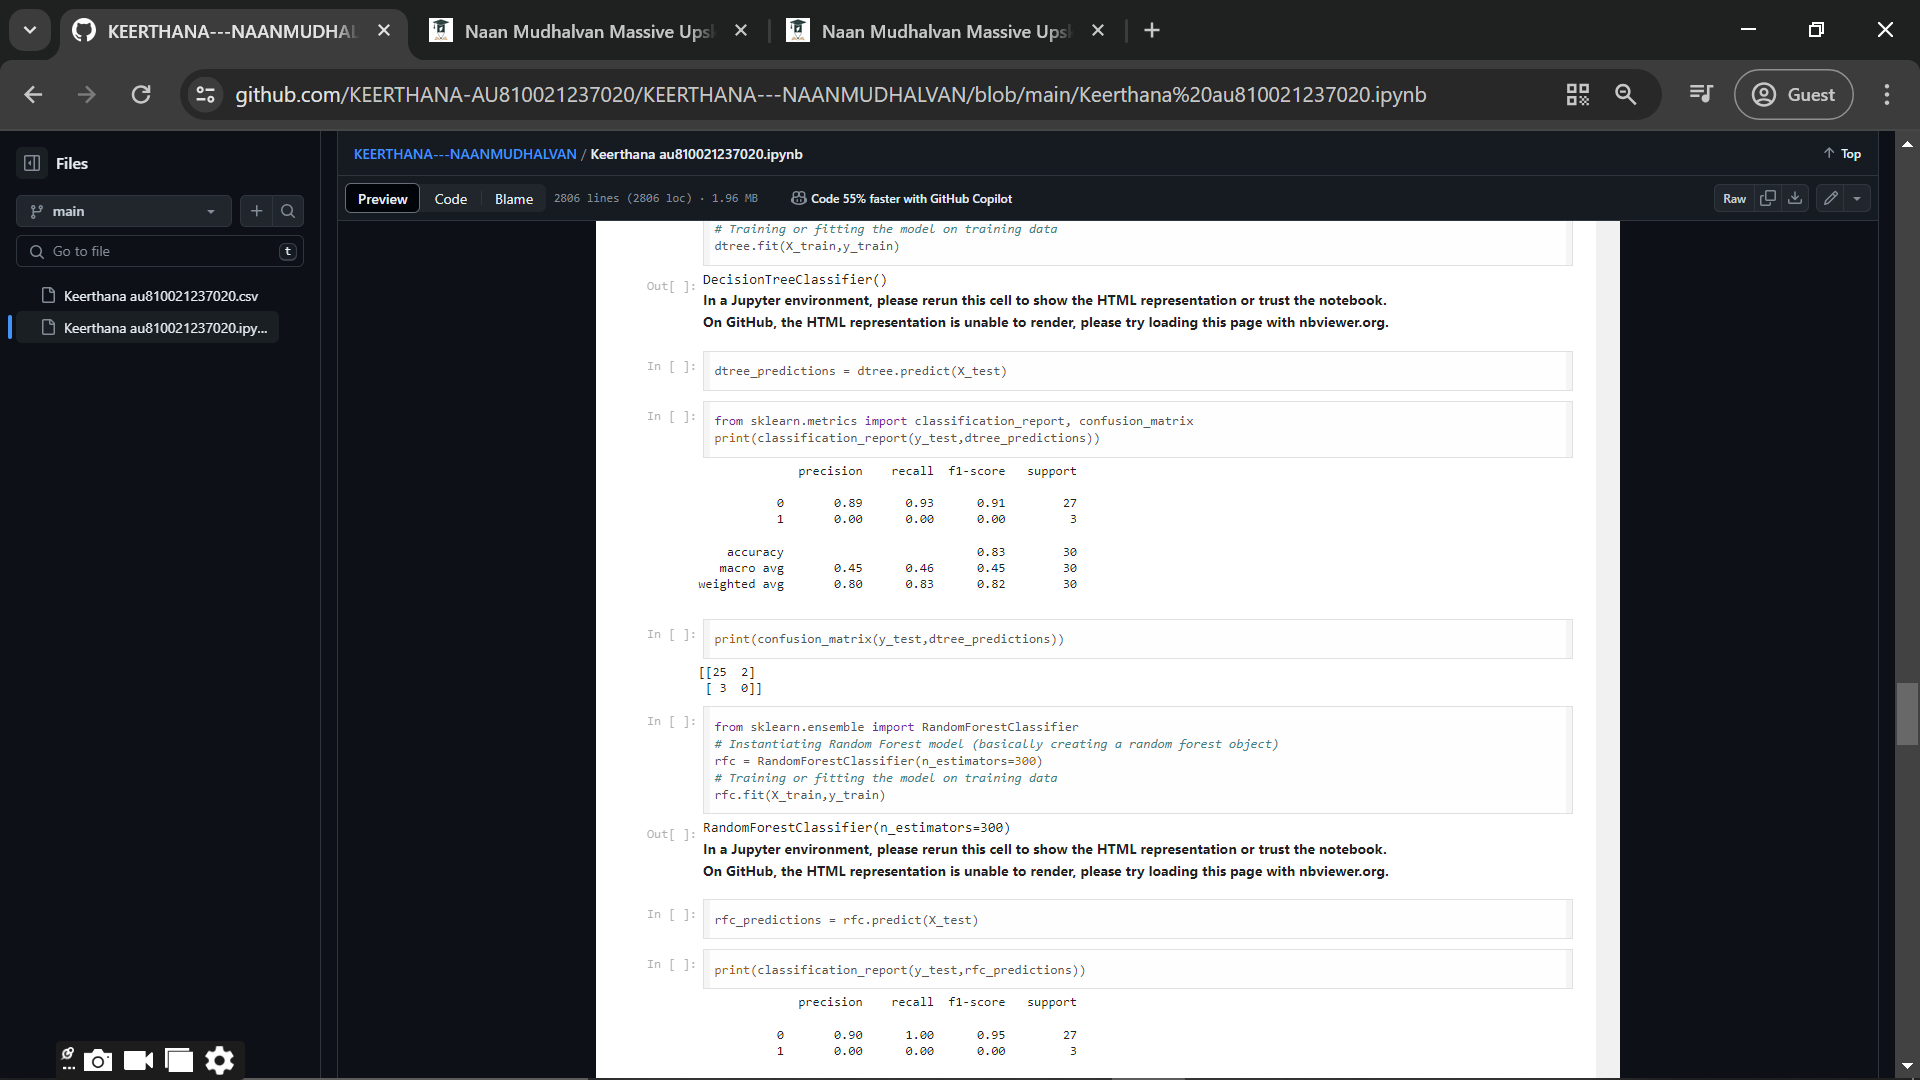 KEERTHANA---NAANMUDHAL
Naan Mudhalvan Massive Ups
Naan Mudhalvan Massive Ups
github.com/KEERTHANA-AU810021237020/KEERTHANA---NAANMUDHALVAN/blob/main/Keerthana%20au810021237020.ipynb
Guest
Files
KEERTHANA---NAANMUDHALVAN / Keerthana au810021237020.ipynb
Top
main
Preview Code Blame 2806 lines (2806 loc) · 1.96 MB Code 55% faster with GitHub Copilot
Raw
Go to file t
Keerthana au810021237020.csv
Keerthana au810021237020.ipy...
# Training or fitting the model on training data
dtree.fit(X_train,y_train)
Out[ ]: DecisionTreeClassifier()
In a Jupyter environment, please rerun this cell to show the HTML representation or trust the notebook.
On GitHub, the HTML representation is unable to render, please try loading this page with nbviewer.org.
In [ ]: dtree_predictions = dtree.predict(X_test)
In [ ]: from sklearn.metrics import classification_report, confusion_matrix
print(classification_report(y_test,dtree_predictions))
precision recall f1-score support
0 0.89 0.93 0.91 27
1 0.00 0.00 0.00 3
accuracy 0.83 30
macro avg 0.45 0.46 0.45 30
weighted avg 0.80 0.83 0.82 30
In [ ]: print(confusion_matrix(y_test,dtree_predictions))
[[25 2]
[ 3 0]]
In [ ]: from sklearn.ensemble import RandomForestClassifier
# Instantiating Random Forest model (basically creating a random forest object)
rfc = RandomForestClassifier(n_estimators=300)
# Training or fitting the model on training data
rfc.fit(X_train,y_train)
Out[ ]: RandomForestClassifier(n_estimators=300)
In a Jupyter environment, please rerun this cell to show the HTML representation or trust the notebook.
On GitHub, the HTML representation is unable to render, please try loading this page with nbviewer.org.
In [ ]: rfc_predictions = rfc.predict(X_test)
In [ ]: print(classification_report(y_test,rfc_predictions))
precision recall f1-score support
0 0.90 1.00 0.95 27
1 0.00 0.00 0.00 3